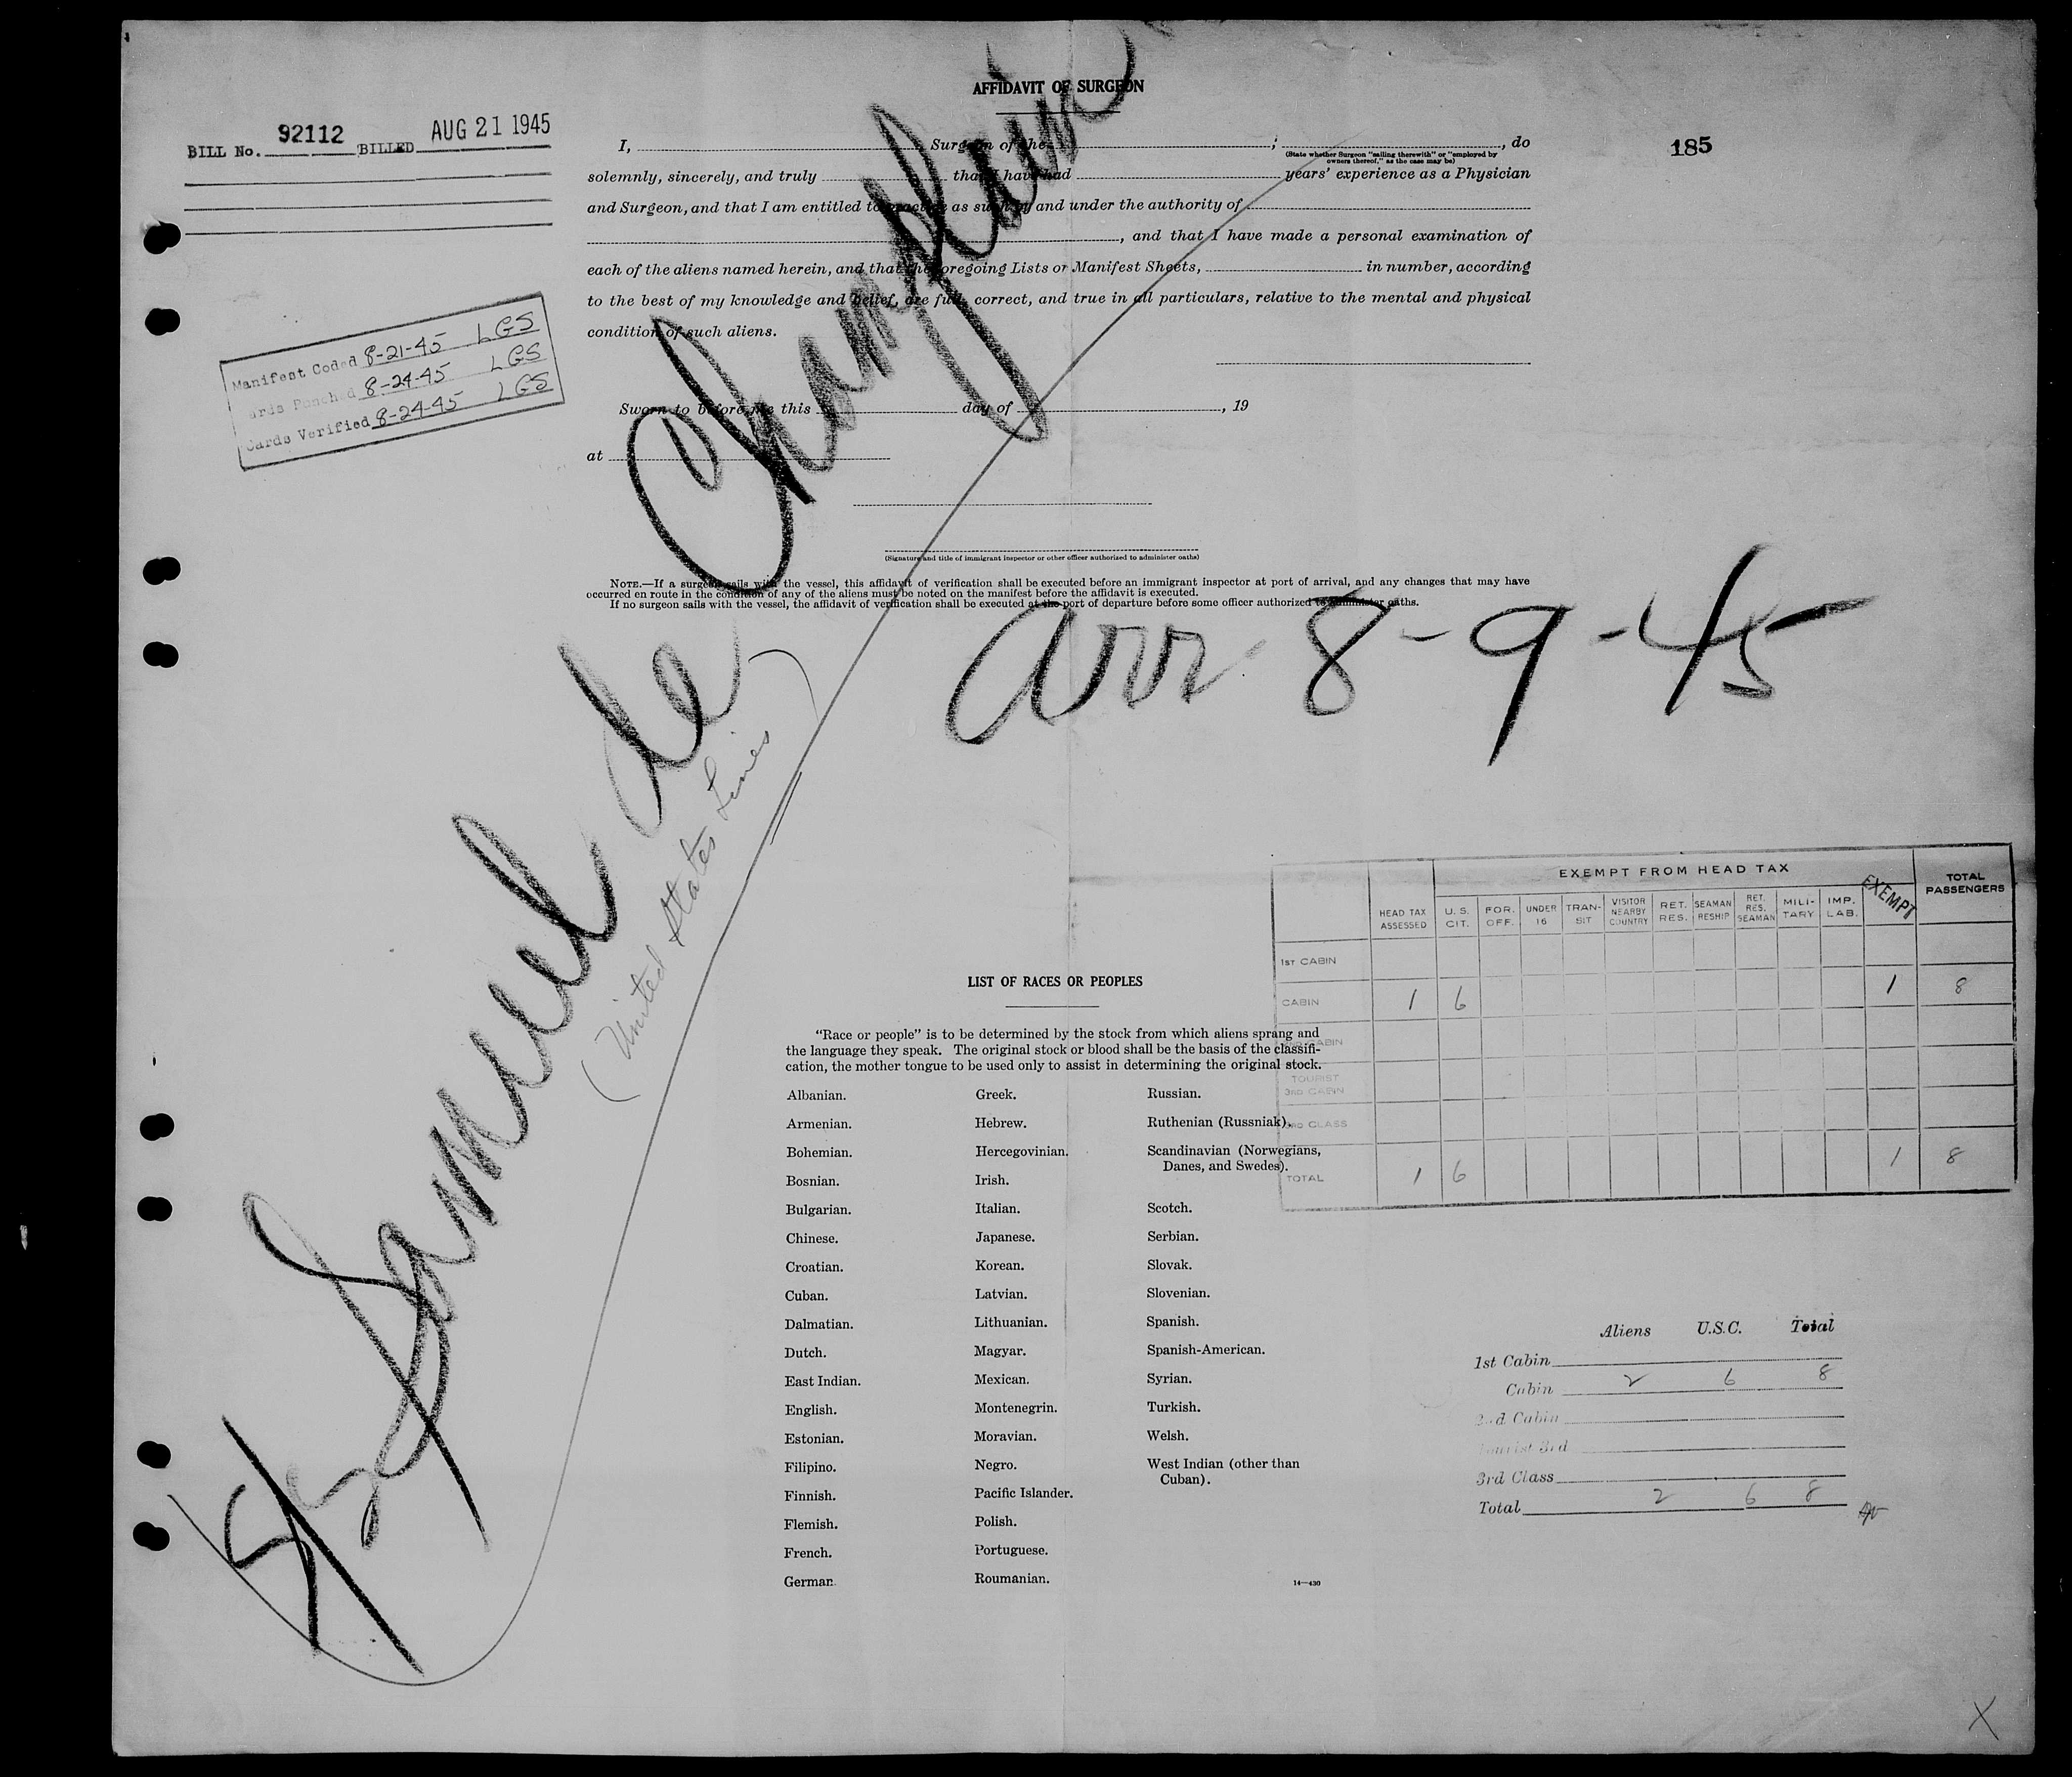 AFFIDAVIT OF SURGEON
BILL No. 92112 BILLED AUG 21 1945
185
I, , Surgeon of the ; , do
(State whether Surgeon "sailing therewith" or "employed by
owners thereof," as the case may be)
solemnly, sincerely, and truly that I have had years' experience as a Physician
and Surgeon, and that I am entitled to practice as such by and under the authority of
, and that I have made a personal examination of
each of the aliens named herein, and that the foregoing Lists or Manifest Sheets, in number, according
to the best of my knowledge and belief, are full, correct, and true in all particulars, relative to the mental and physical
condition of such aliens.
Manifest Coded 8-21-45 LGS
Cards Punched 8-24-45 LGS
Cards Verified 8-24-45 LGS
Sworn to before me this day of , 19
at
(Signature and title of immigrant inspector or other officer authorized to administer oaths)
NOTE.—If a surgeon sails with the vessel, this affidavit of verification shall be executed before an immigrant inspector at port of arrival, and any changes that may have
occurred en route in the condition of any of the aliens must be noted on the manifest before the affidavit is executed.
If no surgeon sails with the vessel, the affidavit of verification shall be executed at the port of departure before some officer authorized to administer oaths.
Samuel de Champlain
(United States Lines)
arr 8-9-45
EXEMPT FROM HEAD TAX
HEAD TAX ASSESSED U.S. CIT. FOR. OFF. UNDER 16 TRAN-SIT VISITOR NEARBY COUNTRY RET. RES. SEAMAN RESHIP RET. RES. SEAMAN MILI-TARY IMP. LAB. EXEMPT TOTAL PASSENGERS
1ST CABIN
CABIN 1 6 1 8
CABIN
TOURIST
3RD CABIN
3RD CLASS
TOTAL 1 6 1 8
LIST OF RACES OR PEOPLES
"Race or people" is to be determined by the stock from which aliens sprang and
the language they speak. The original stock or blood shall be the basis of the classifi-
cation, the mother tongue to be used only to assist in determining the original stock.
Albanian.
Armenian.
Bohemian.
Bosnian.
Bulgarian.
Chinese.
Croatian.
Cuban.
Dalmatian.
Dutch.
East Indian.
English.
Estonian.
Filipino.
Finnish.
Flemish.
French.
German
Greek.
Hebrew.
Hercegovinian.
Irish.
Italian.
Japanese.
Korean.
Latvian.
Lithuanian.
Magyar.
Mexican.
Montenegrin.
Moravian.
Negro.
Pacific Islander.
Polish.
Portuguese.
Roumanian.
Russian.
Ruthenian (Russniak).
Scandinavian (Norwegians,
Danes, and Swedes).
Scotch.
Serbian.
Slovak.
Slovenian.
Spanish.
Spanish-American.
Syrian.
Turkish.
Welsh.
West Indian (other than
Cuban).
14—430
Aliens U.S.C. Total
1st Cabin
Cabin 2 6 8
2nd Cabin
Tourist 3rd
3rd Class
Total 2 6 8
X